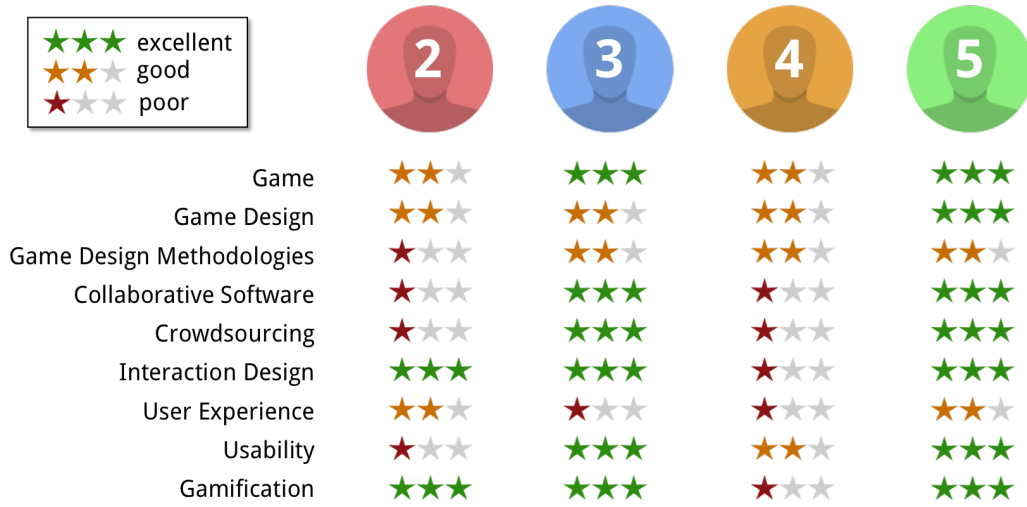 excellent
good
poor
2 3 4 5
Game
Game Design
Game Design Methodologies
Collaborative Software
Crowdsourcing
Interaction Design
User Experience
Usability
Gamification